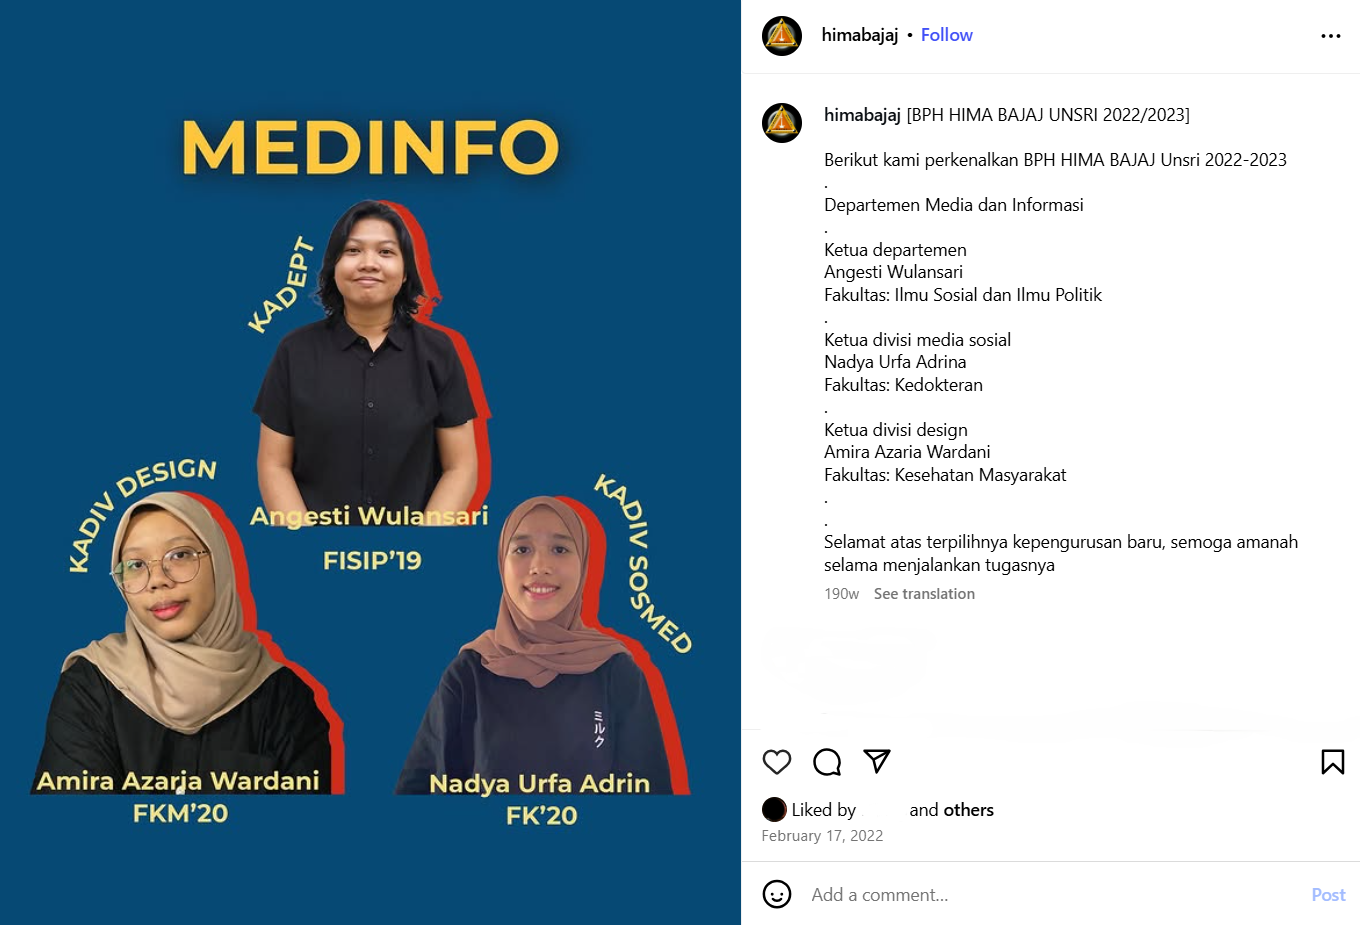 MEDINFO
KADEPT
Angesti Wulansari
FISIP’19
KADIV DESIGN
Amira Azaria Wardani
FKM’20
KADIV SOSMED
ミルク
Nadya Urfa Adrin
FK’20
himabajaj • Follow
himabajaj [BPH HIMA BAJAJ UNSRI 2022/2023]
Berikut kami perkenalkan BPH HIMA BAJAJ Unsri 2022-2023
.
Departemen Media dan Informasi
.
Ketua departemen
Angesti Wulansari
Fakultas: Ilmu Sosial dan Ilmu Politik
.
Ketua divisi media sosial
Nadya Urfa Adrina
Fakultas: Kedokteran
.
Ketua divisi design
Amira Azaria Wardani
Fakultas: Kesehatan Masyarakat
.
.
Selamat atas terpilihnya kepengurusan baru, semoga amanah
selama menjalankan tugasnya
190w See translation
Liked by and others
February 17, 2022
Add a comment... Post